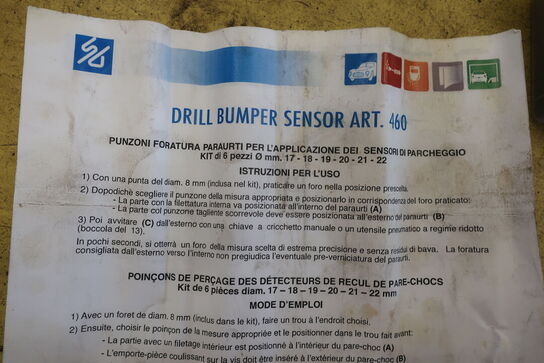 DRILL BUMPER SENSOR ART. 460
PUNZONI FORATURA PARAURTI PER L'APPLICAZIONE DEI SENSORI DI PARCHEGGIO
KIT di 6 pezzi Ø mm. 17 - 18 - 19 - 20 - 21 - 22
ISTRUZIONI PER L'USO
1) Con una punta del diam. 8 mm (inclusa nel kit), praticare un foro nella posizione prescelta.
2) Dopodichè scegliere il punzone della misura appropriata e posizionarlo in corrispondenza del foro praticato:
- La parte con la filettatura interna va posizionata all'interno del paraurti (A)
- La parte col punzone tagliente scorrevole deve essere posizionata all'esterno del paraurti (B)
3) Poi avvitare (C) dall'esterno con una chiave a cricchetto manuale o un utensile pneumatico a regime ridotto
(boccola del 13).
In pochi secondi, si otterrà un foro della misura scelta di estrema precisione e senza residui di bava. La foratura
consigliata dall'esterno verso l'interno non pregiudica l'eventuale pre-verniciatura del paraurti.
POINÇONS DE PERÇAGE DES DÉTECTEURS DE RECUL DE PARE-CHOCS
Kit de 6 pièces diam. 17 – 18 – 19 – 20 – 21 – 22 mm
MODE D'EMPLOI
1) Avec un foret de diam. 8 mm (inclus dans le kit), faire un trou à l'endroit choisi.
2) Ensuite, choisir le poinçon de la mesure appropriée et le positionner dans le trou fait avant:
- La partie avec un filetage intérieur est positionné à l'intérieur du pare-choc (A)
- L'emporte-pièce coulissant sur la vis doit être inséré à l'extérieur du pare-choc (B)